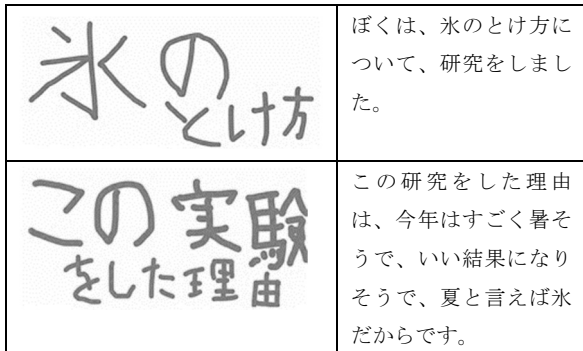 氷の
とけ方
ぼくは、氷のとけ方に
ついて、研究をしまし
た。
この実験
をした理由
この研究をした理由
は、今年はすごく暑そ
うで、いい結果になり
そうで、夏と言えば氷
だからです。